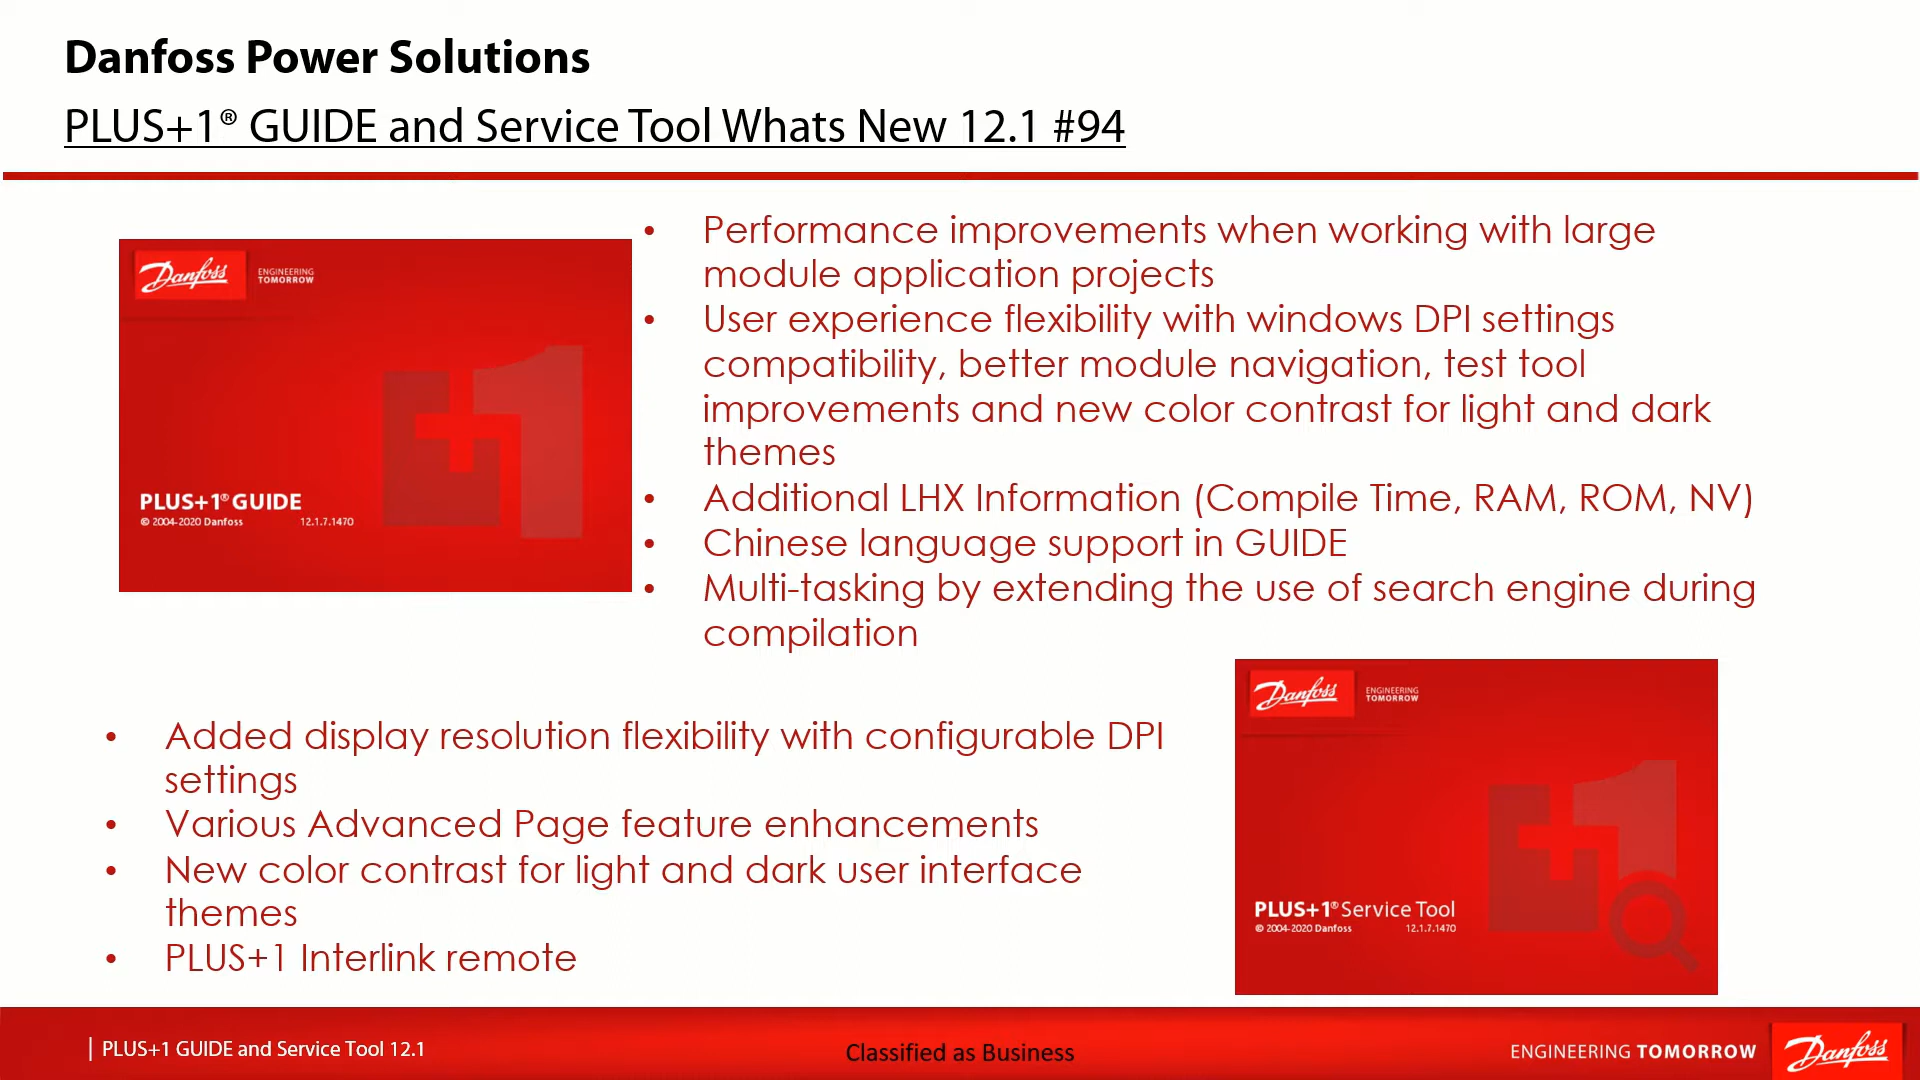 Danfoss Power Solutions
PLUS+1® GUIDE and Service Tool Whats New 12.1 #94
Danfoss
ENGINEERING
TOMORROW
PLUS+1® GUIDE
© 2004-2020 Danfoss 12.1.7.1470
• Performance improvements when working with large
module application projects
• User experience flexibility with windows DPI settings
compatibility, better module navigation, test tool
improvements and new color contrast for light and dark
themes
• Additional LHX Information (Compile Time, RAM, ROM, NV)
• Chinese language support in GUIDE
• Multi-tasking by extending the use of search engine during
compilation
• Added display resolution flexibility with configurable DPI
settings
• Various Advanced Page feature enhancements
• New color contrast for light and dark user interface
themes
• PLUS+1 Interlink remote
Danfoss
ENGINEERING
TOMORROW
+1
PLUS+1® Service Tool
© 2004-2020 Danfoss 12.1.7.1470
| PLUS+1 GUIDE and Service Tool 12.1
Classified as Business
ENGINEERING TOMORROW
Danfoss